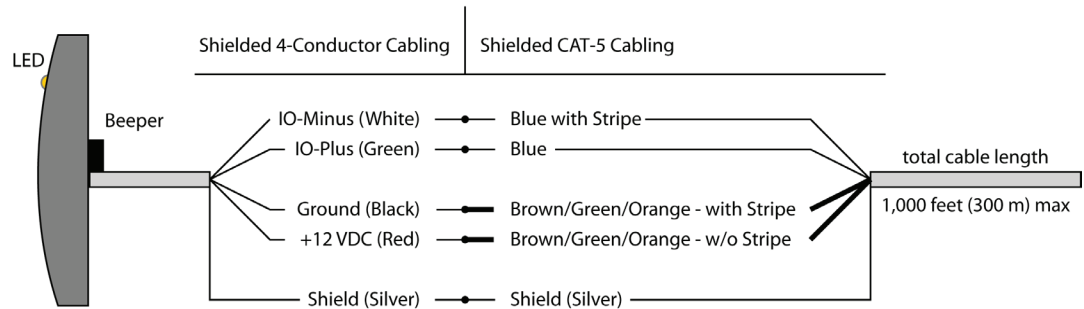 Shielded 4-Conductor Cabling
Shielded CAT-5 Cabling
LED
Beeper
IO-Minus (White)
Blue with Stripe
IO-Plus (Green)
Blue
total cable length
Ground (Black)
Brown/Green/Orange - with Stripe
1,000 feet (300 m) max
+12 VDC (Red)
Brown/Green/Orange - w/o Stripe
Shield (Silver)
Shield (Silver)